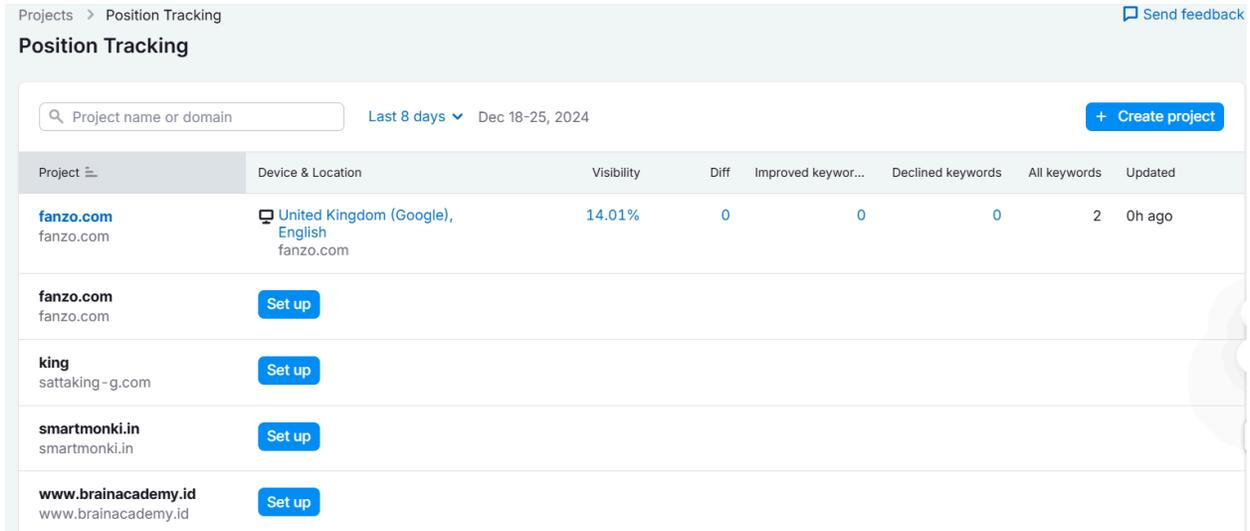 Projects > Position Tracking
Send feedback
Position Tracking
Project name or domain
Last 8 days
Dec 18-25, 2024
+ Create project
Project
Device & Location
Visibility
Diff
Improved keywor...
Declined keywords
All keywords
Updated
fanzo.com
fanzo.com
United Kingdom (Google),
English
fanzo.com
14.01%
0
0
0
2
0h ago
fanzo.com
fanzo.com
Set up
king
sattaking-g.com
Set up
smartmonki.in
smartmonki.in
Set up
www.brainacademy.id
www.brainacademy.id
Set up